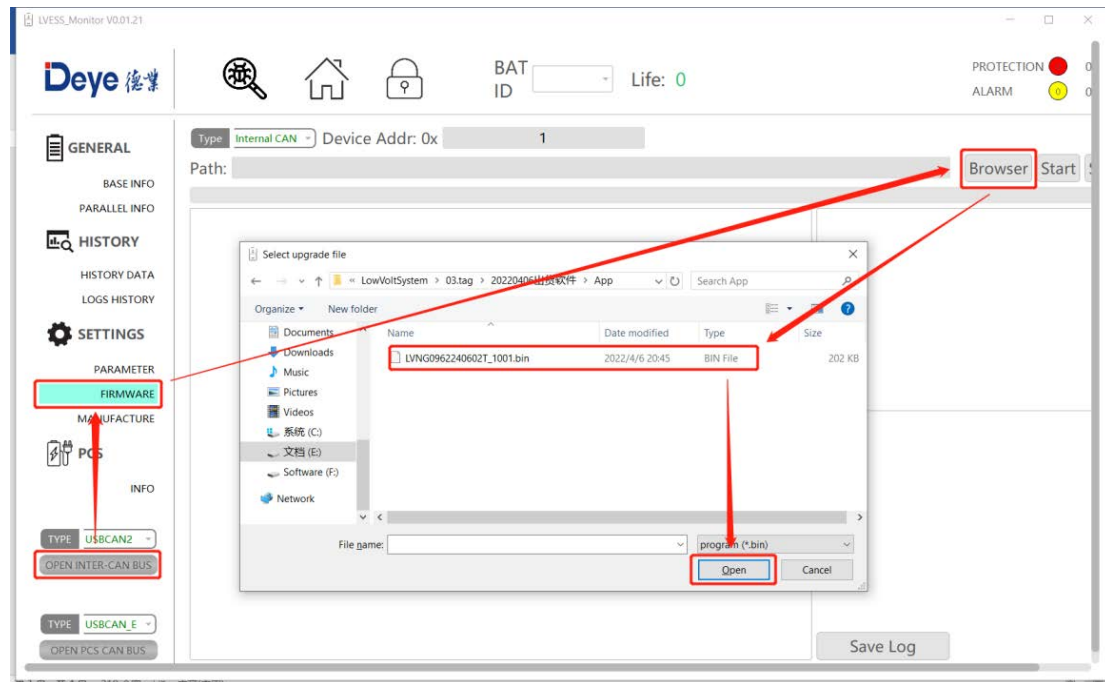 LVESS_Monitor V0.01.21
Deye 德業
BAT ID
Life: 0
PROTECTION 0
ALARM 0 0
GENERAL
BASE INFO
PARALLEL INFO
HISTORY
HISTORY DATA
LOGS HISTORY
SETTINGS
PARAMETER
FIRMWARE
MANUFACTURE
PCS
INFO
TYPE USBCAN2
OPEN INTER-CAN BUS
TYPE USBCAN_E
OPEN PCS CAN BUS
Type Internal CAN Device Addr: 0x 1
Path:
Browser Start
Select upgrade file
« LowVoltSystem > 03.tag > 20220406出货软件 > App
Search App
Organize New folder
Name Date modified Type Size
LVNG0962240602T_1001.bin 2022/4/6 20:45 BIN File 202 KB
Documents
Downloads
Music
Pictures
Videos
系统 (C:)
文档 (E:)
Software (F:)
Network
File name: program (*.bin)
Open Cancel
Save Log